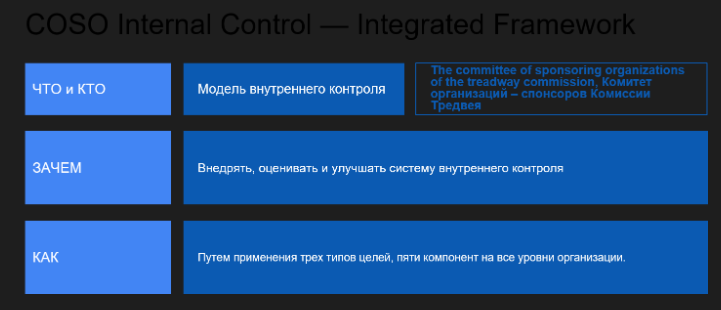 COSO Internal Control — Integrated Framework
ЧТО и КТО
Модель внутреннего контроля
The committee of sponsoring organizations
of the treadway commission, Комитет
организаций – спонсоров Комиссии
Тредвея
ЗАЧЕМ
Внедрять, оценивать и улучшать систему внутреннего контроля
КАК
Путем применения трех типов целей, пяти компонент на все уровни организации.